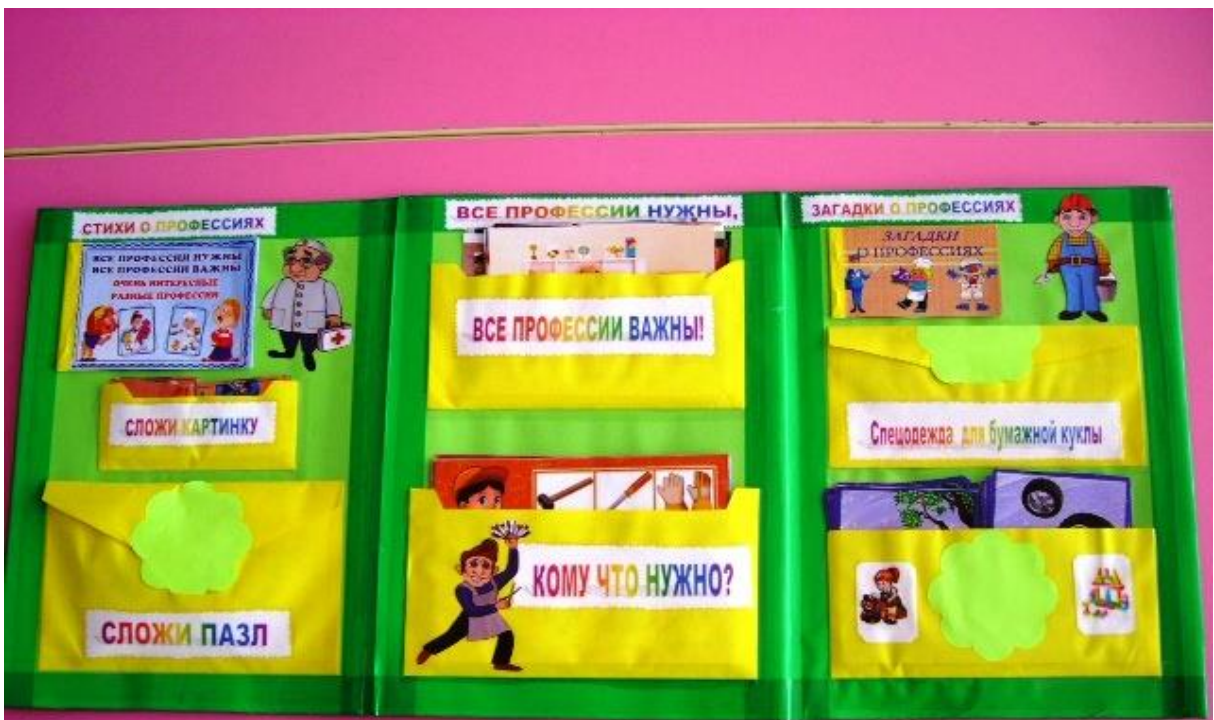 СТИХИ О ПРОФЕССИЯХ
ВСЕ ПРОФЕССИИ НУЖНЫ
ВСЕ ПРОФЕССИИ ВАЖНЫ
ОЧЕНЬ ИНТЕРЕСНЫЕ
РАЗНЫЕ ПРОФЕССИИ
СЛОЖИ КАРТИНКУ
СЛОЖИ ПАЗЛ
ВСЕ ПРОФЕССИИ НУЖНЫ,
ВСЕ ПРОФЕССИИ ВАЖНЫ!
КОМУ ЧТО НУЖНО?
ЗАГАДКИ О ПРОФЕССИЯХ
ЗАГАДКИ
О ПРОФЕССИЯХ
Спецодежда для бумажной куклы